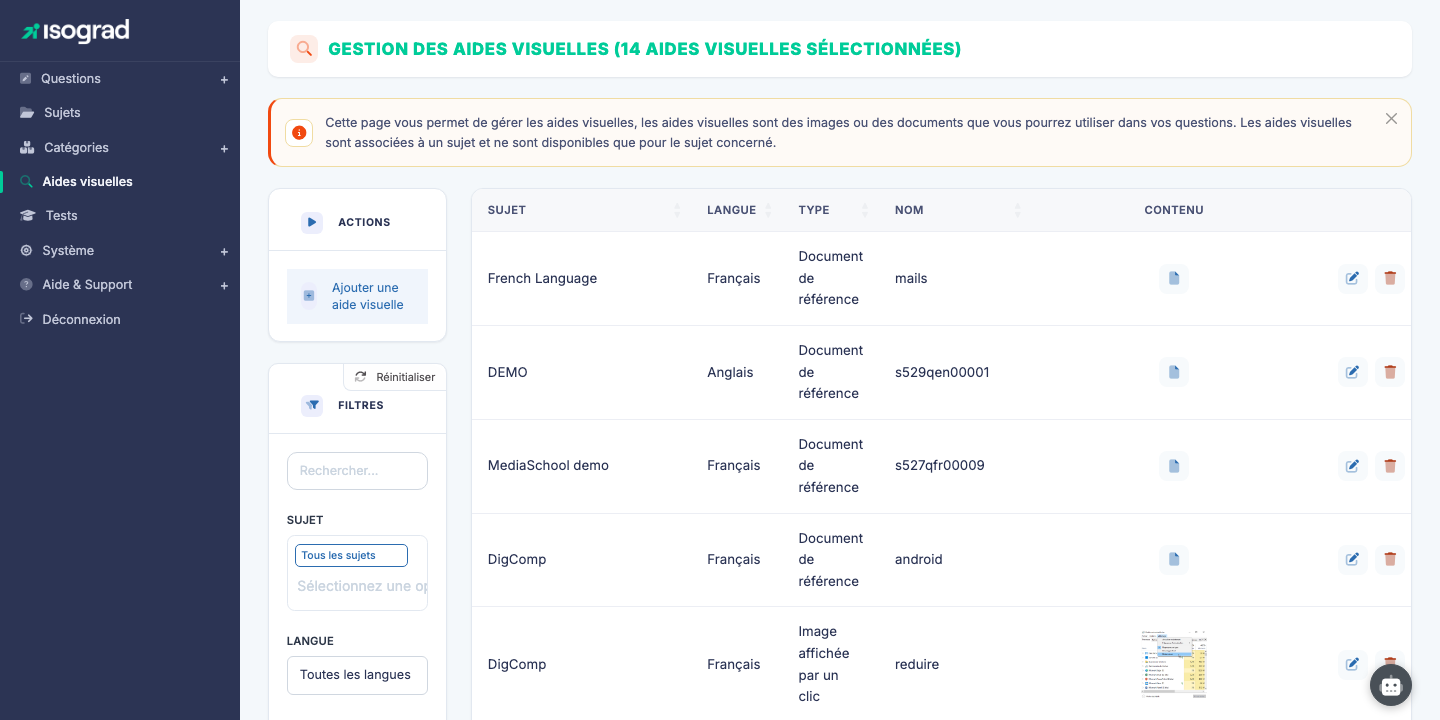 isograd
Questions +
Sujets
Catégories +
Aides visuelles
Tests
Système +
Aide & Support +
Déconnexion
GESTION DES AIDES VISUELLES (14 AIDES VISUELLES SÉLECTIONNÉES)
Cette page vous permet de gérer les aides visuelles, les aides visuelles sont des images ou des documents que vous pourrez utiliser dans vos questions. Les aides visuelles
sont associées à un sujet et ne sont disponibles que pour le sujet concerné.
ACTIONS
Ajouter une
aide visuelle
Réinitialiser
FILTRES
Rechercher...
SUJET
Tous les sujets
Sélectionnez une op
LANGUE
Toutes les langues
SUJET LANGUE TYPE NOM CONTENU
French Language Français Document de référence mails
DEMO Anglais Document de référence s529qen00001
MediaSchool demo Français Document de référence s527qfr00009
DigComp Français Document de référence android
DigComp Français Image affichée par un clic reduire